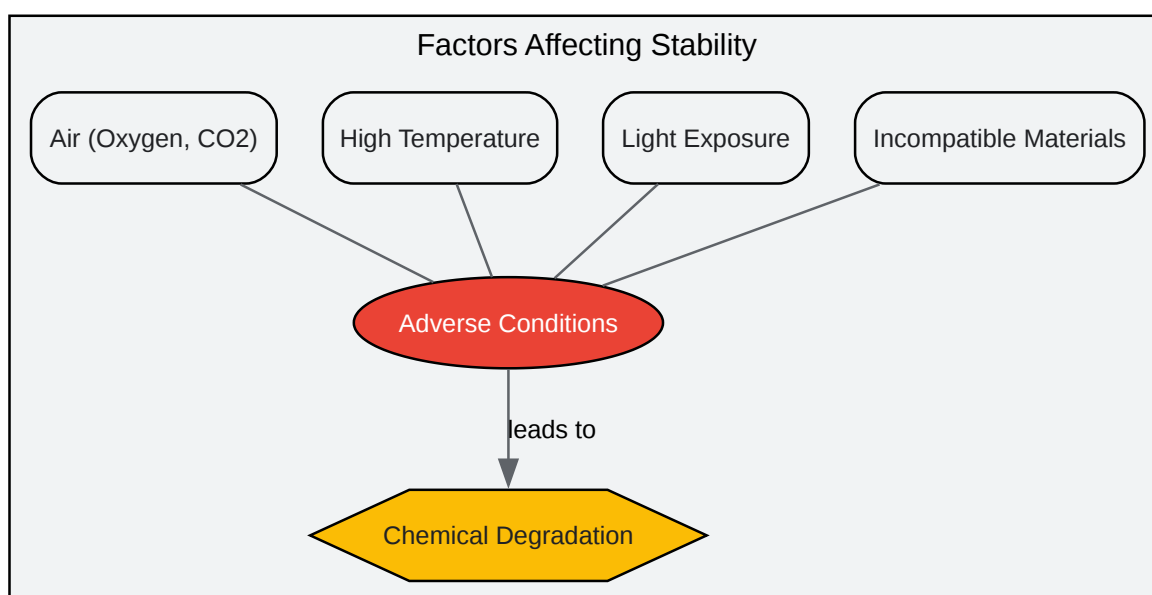 Factors Affecting Stability
Air (Oxygen, CO2)
High Temperature
Light Exposure
Incompatible Materials
Adverse Conditions
leads to
Chemical Degradation